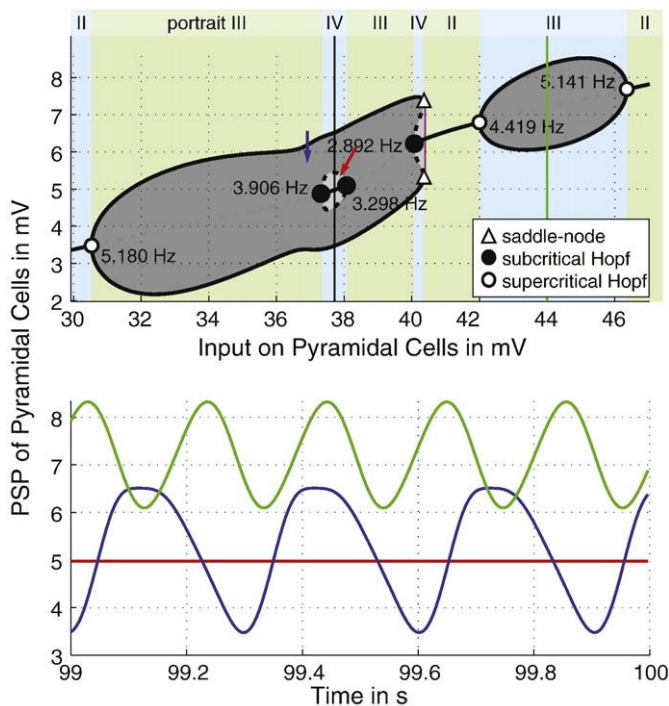 II portrait III IV III IV II III II
8
7
6
5
4
3
2
5.141 Hz
4.419 Hz
2.892 Hz
3.906 Hz
3.298 Hz
5.180 Hz
saddle-node
subcritical Hopf
supercritical Hopf
30 32 34 36 38 40 42 44 46
Input on Pyramidal Cells in mV
PSP of Pyramidal Cells in mV
8
7
6
5
4
3
99 99.2 99.4 99.6 99.8 100
Time in s